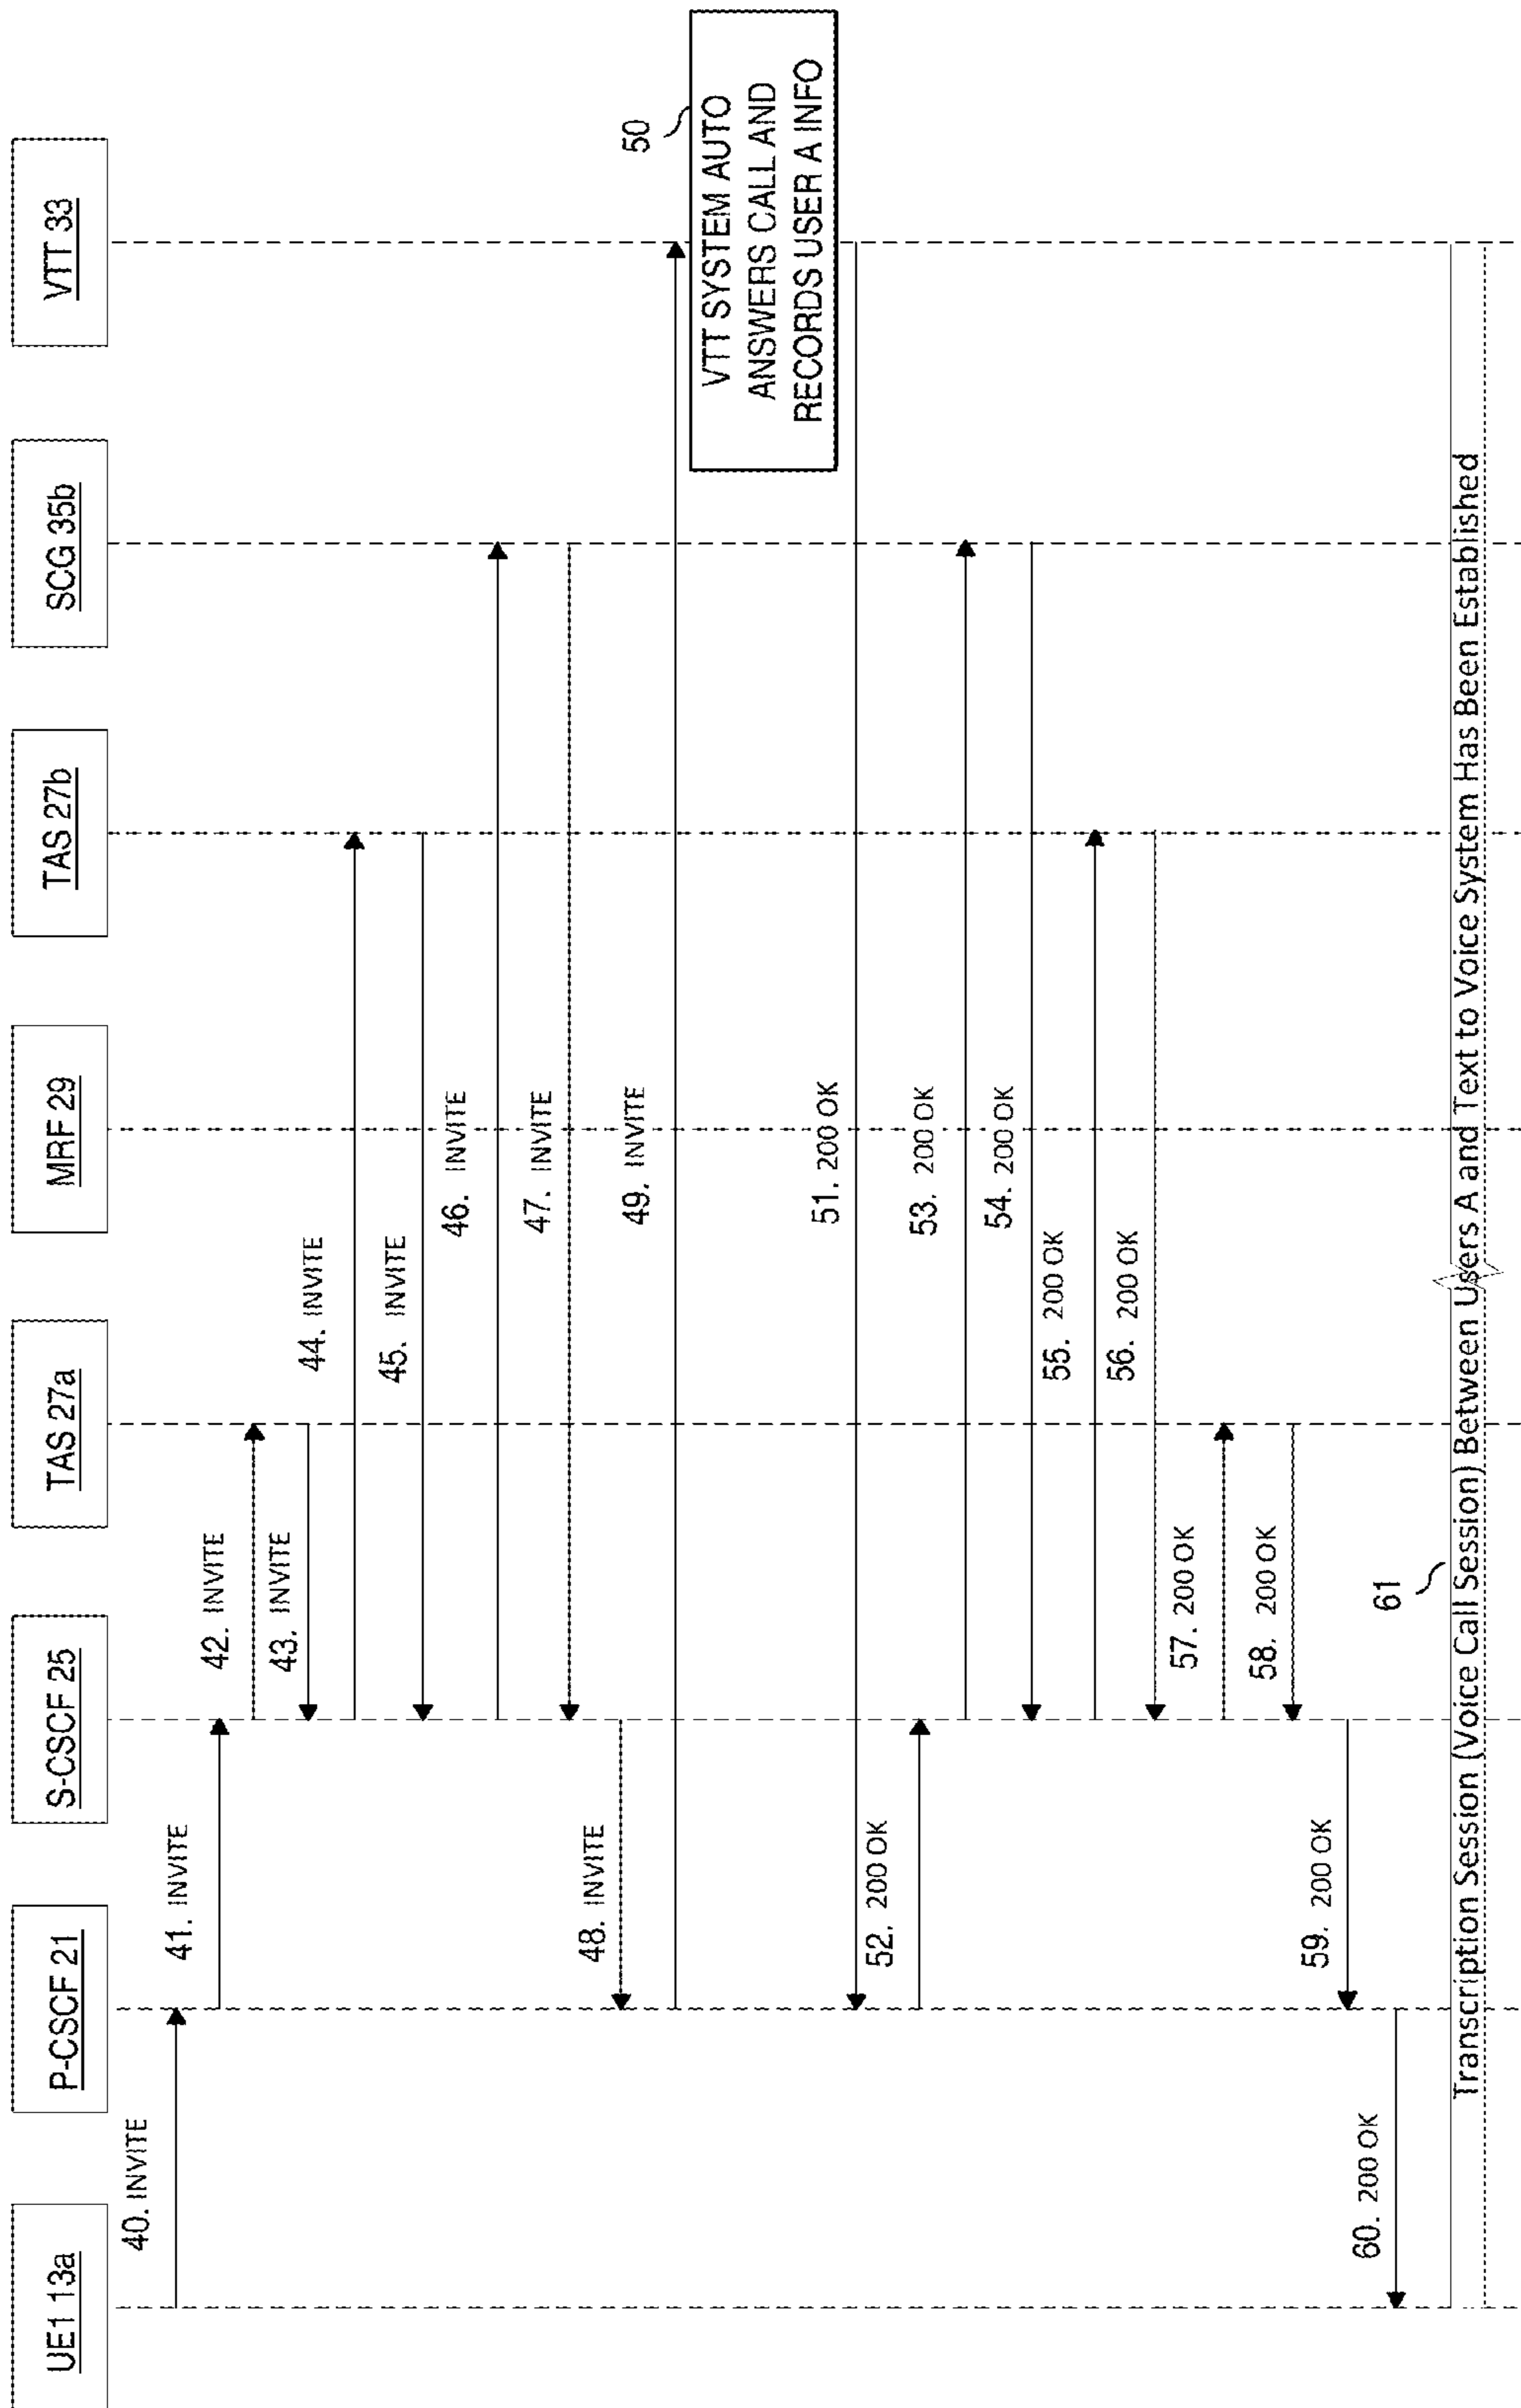 UE1 13a
P-CSCF 21
S-CSCF 25
TAS 27a
MRF 29
TAS 27b
SCG 35b
VTT 33
40. INVITE
41. INVITE
42. INVITE
43. INVITE
44. INVITE
45. INVITE
46. INVITE
47. INVITE
48. INVITE
49. INVITE
50
VTT SYSTEM AUTO
ANSWERS CALL AND
RECORDS USER A INFO
51. 200 OK
52. 200 OK
53. 200 OK
54. 200 OK
55. 200 OK
56. 200 OK
57. 200 OK
58. 200 OK
59. 200 OK
60. 200 OK
61
Transcription Session (Voice Call Session) Between Users A and Text to Voice System Has Been Established